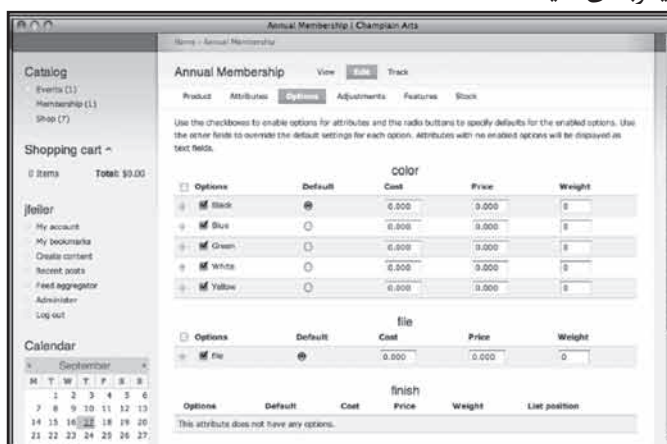 Annual Membership | Champlain Arts
Home » Annual Membership
Catalog
Events (1)
Membership (1)
Shop (7)
Shopping cart
0 Items Total: $0.00
jfeiler
My account
My bookmarks
Create content
Recent posts
Feed aggregator
Administer
Log out
Calendar
« September »
M T W T F S S
1 2 3 4 5 6
7 8 9 10 11 12 13
14 15 16 17 18 19 20
21 22 23 24 25 26 27
Annual Membership View Edit Track
Product Attributes Options Adjustments Features Stock
Use the checkboxes to enable options for attributes and the radio buttons to specify defaults for the enabled options. Use
the other fields to override the default settings for each option. Attributes with no enabled options will be displayed as
text fields.
color
Options Default Cost Price Weight
Black 0.000 0.000 0
Blue 0.000 0.000 0
Green 0.000 0.000 0
White 0.000 0.000 0
Yellow 0.000 0.000 0
file
Options Default Cost Price Weight
file 0.000 0.000 0
finish
Options Default Cost Price Weight List position
This attribute does not have any options.